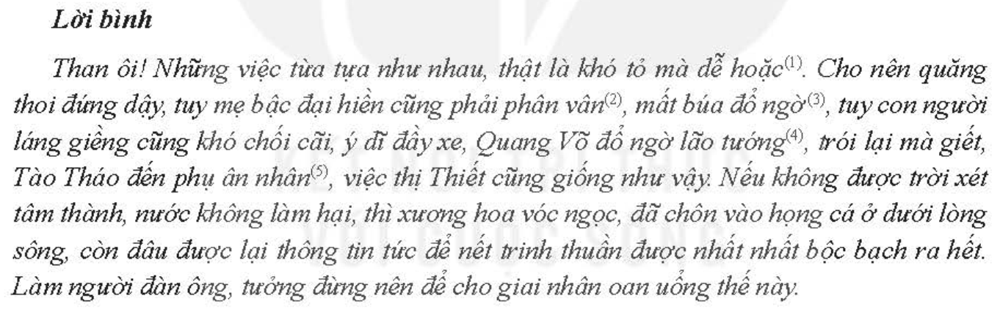 Lời bình
Than ôi! Những việc từa tựa như nhau, thật là khó tỏ mà dễ hoặc(1). Cho nên quăng
thoi đứng dậy, tuy mẹ bậc đại hiền cũng phải phân vân(2), mất búa đổ ngờ(3), tuy con người
láng giềng cũng khó chối cãi, ý dĩ đầy xe, Quang Võ đổ ngờ lão tướng(4), trói lại mà giết,
Tào Tháo đến phụ ân nhân(5), việc thị Thiết cũng giống như vậy. Nếu không được trời xét
tâm thành, nước không làm hại, thì xương hoa vóc ngọc, đã chôn vào họng cá ở dưới lòng
sông, còn đâu được lại thông tin tức để nết trinh thuần được nhất nhất bộc bạch ra hết.
Làm người đàn ông, tưởng đừng nên để cho giai nhân oan uổng thế này.